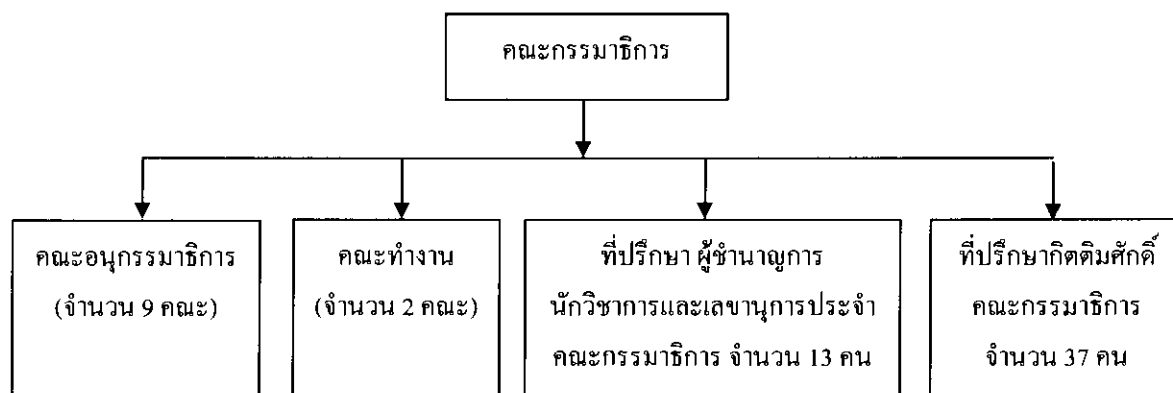 คณะกรรมาธิการ
คณะอนุกรรมาธิการ
(จำนวน 9 คณะ)
คณะทำงาน
(จำนวน 2 คณะ)
ที่ปรึกษา ผู้ชำนาญการ
นักวิชาการและเลขานุการประจำ
คณะกรรมาธิการ จำนวน 13 คน
ที่ปรึกษากิตติมศักดิ์
คณะกรรมาธิการ
จำนวน 37 คน